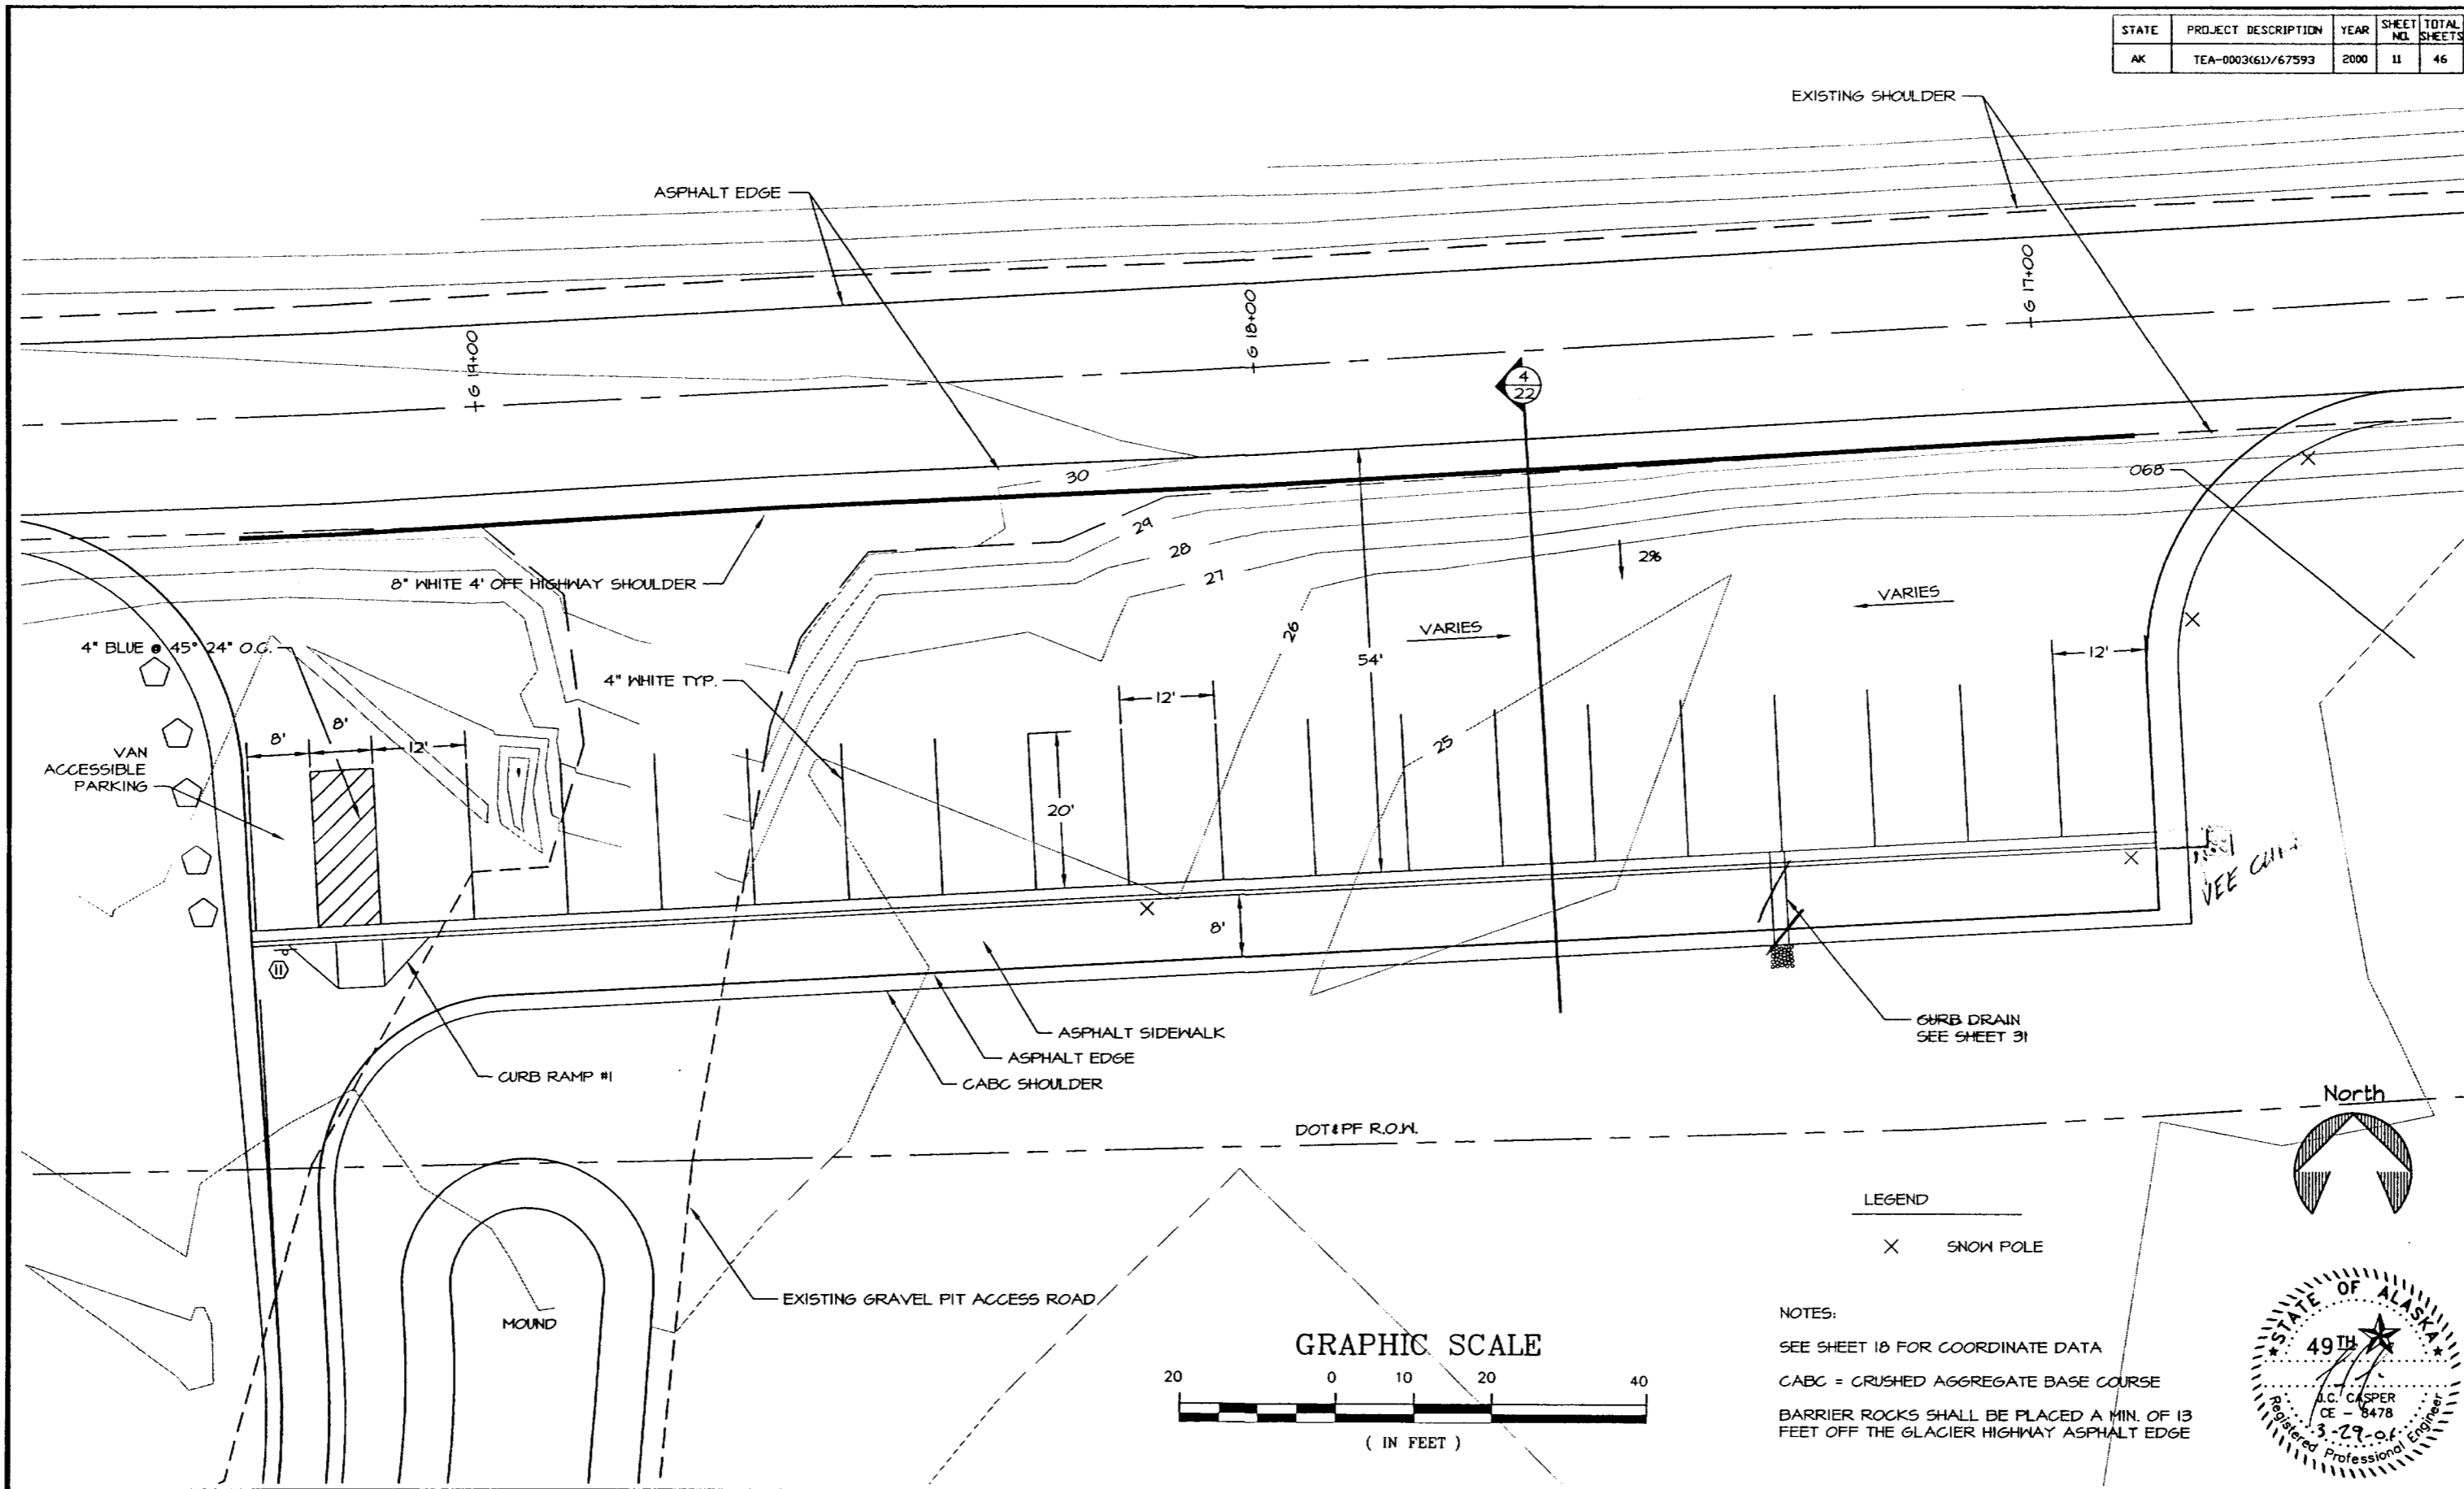 STATE PROJECT DESCRIPTION YEAR SHEET NO. TOTAL SHEETS
AK TEA-0003(61)/67593 2000 11 46
EXISTING SHOULDER
ASPHALT EDGE
G 19+00
G 18+00
G 17+00
4
22
068
30
29
28
27
26
25
2%
8" WHITE 4' OFF HIGHWAY SHOULDER
VARIES
VARIES
4" BLUE @ 45° 24" O.C.
54'
12'
4" WHITE TYP.
12'
8'
8'
12'
VAN
ACCESSIBLE
PARKING
20'
8'
SEE
11
ASPHALT SIDEWALK
ASPHALT EDGE
CABC SHOULDER
CURB RAMP #1
CURB DRAIN
SEE SHEET 31
North
DOT&PF R.O.W.
LEGEND
X SNOW POLE
EXISTING GRAVEL PIT ACCESS ROAD
MOUND
GRAPHIC SCALE
20 0 10 20 40
( IN FEET )
NOTES:
SEE SHEET 18 FOR COORDINATE DATA
CABC = CRUSHED AGGREGATE BASE COURSE
BARRIER ROCKS SHALL BE PLACED A MIN. OF 13
FEET OFF THE GLACIER HIGHWAY ASPHALT EDGE
STATE OF ALASKA
49TH
J.C. CASPER
CE - 8478
Registered Professional Engineer